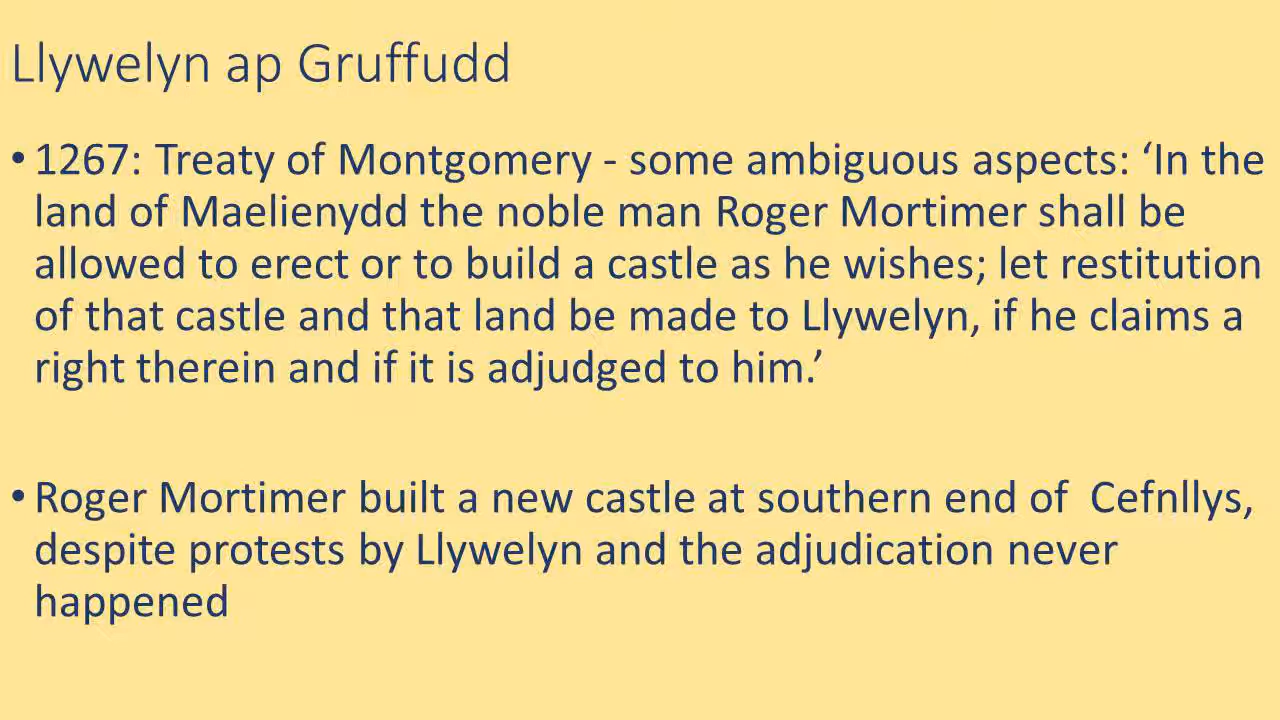 Llywelyn ap Gruffudd
• 1267: Treaty of Montgomery - some ambiguous aspects: ‘In the
land of Maelienydd the noble man Roger Mortimer shall be
allowed to erect or to build a castle as he wishes; let restitution
of that castle and that land be made to Llywelyn, if he claims a
right therein and if it is adjudged to him.’
• Roger Mortimer built a new castle at southern end of  Cefnllys,
despite protests by Llywelyn and the adjudication never
happened